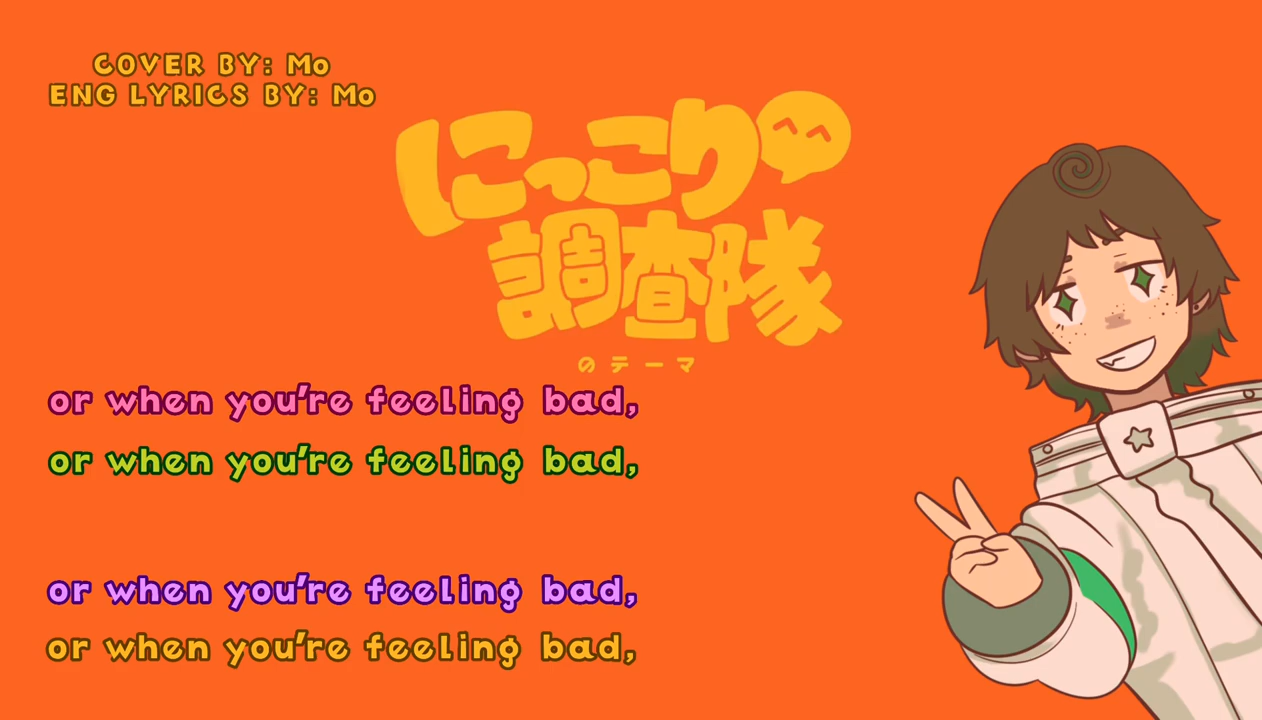 COVER BY: Mo
ENG LYRICS BY: Mo
にっこり
調査隊
のテーマ
or when you're feeling bad,
or when you're feeling bad,
or when you're feeling bad,
or when you're feeling bad,